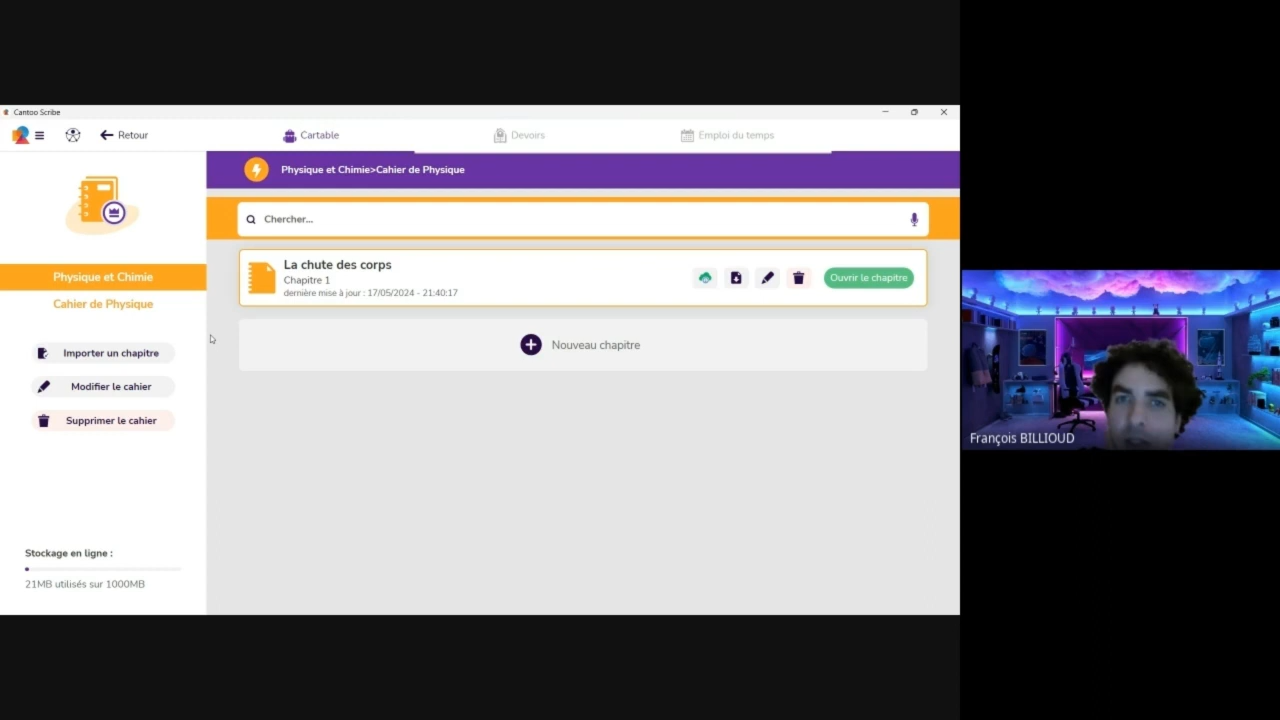 Cantoo Scribe
Retour
Cartable
Devoirs
Emploi du temps
Physique et Chimie>Cahier de Physique
Chercher...
Physique et Chimie
Cahier de Physique
Importer un chapitre
Modifier le cahier
Supprimer le cahier
Stockage en ligne :
21MB utilisés sur 1000MB
La chute des corps
Chapitre 1
dernière mise à jour : 17/05/2024 - 21:40:17
Ouvrir le chapitre
Nouveau chapitre
François BILLIOUD